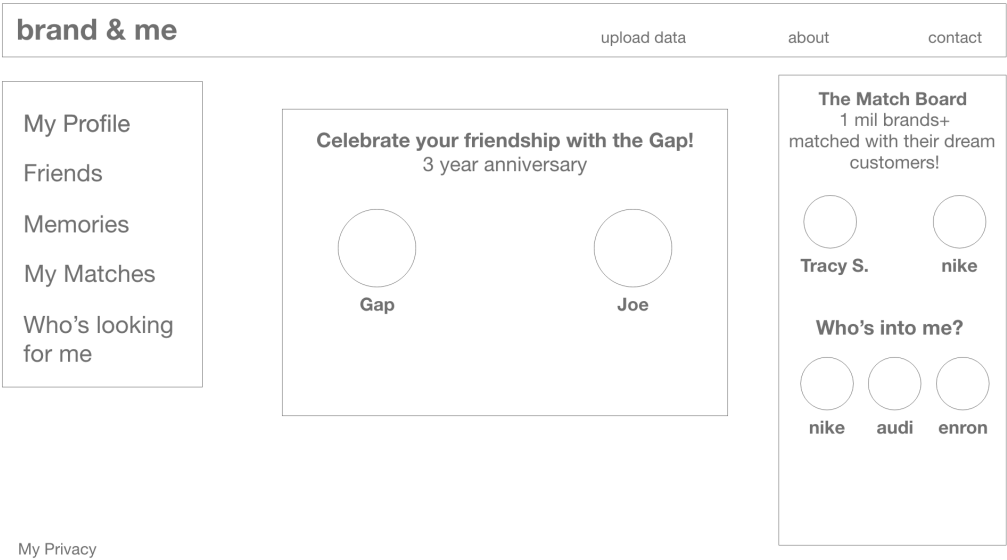 brand & me
upload data
about
contact
My Profile
Friends
Memories
My Matches
Who’s looking
for me
Celebrate your friendship with the Gap!
3 year anniversary
Gap
Joe
The Match Board
1 mil brands+
matched with their dream
customers!
Tracy S.
nike
Who’s into me?
nike
audi
enron
My Privacy